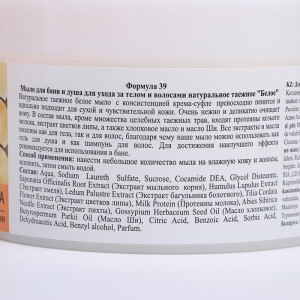 Формула 39
Мыло для бани и душа для ухода за телом и волосами натуральное таежное "Белое"
Натуральное таежное белое мыло с консистенцией крема-суфле превосходно пенится и
идеально подходит для сухой и чувствительной кожи. Очень нежно и деликатно очищает
кожу. В состав мыла, кроме множества целебных таежных трав, входят протеины козьего
молока, экстракт цветков липы, а также хлопковое масло и масло Ши. Все экстракты и масла
полезны как для тела, так и для волос, благодаря чему наше мыло можно использовать как
гель для душа и как шампунь для волос. Для достижения наилучшего эффекта
рекомендуется для использования в бане.
Способ применения: нанести небольшое количество мыла на влажную кожу и волосы,
вспенить, затем смыть водой.
Состав: Aqua, Sodium Laureth Sulfate, Sucrose, Cocamide DEA, Glycol Disteurate,
Saponaria Officinalis Root Extract (Экстракт мыльного корня), Humulus Lupulus Extract
(Экстракт хмеля), Ledum Palustre Extract (Экстракт багульника болотного), Tilia Cordata
Flower Extract (Экстракт цветков липы), Milk Protein (Протеины молока), Abies Sibirica
Needle Extract (Экстракт пихты), Gossypium Herbaceum Seed Oil (Масло хлопковое),
Butyrospermum Parkii Oil (Масло Ши), Citric Acid, Benzoic Acid, Sorbic Acid,
Dehydroacetic Acid, Benzyl alcohol, Parfum.
KZ: